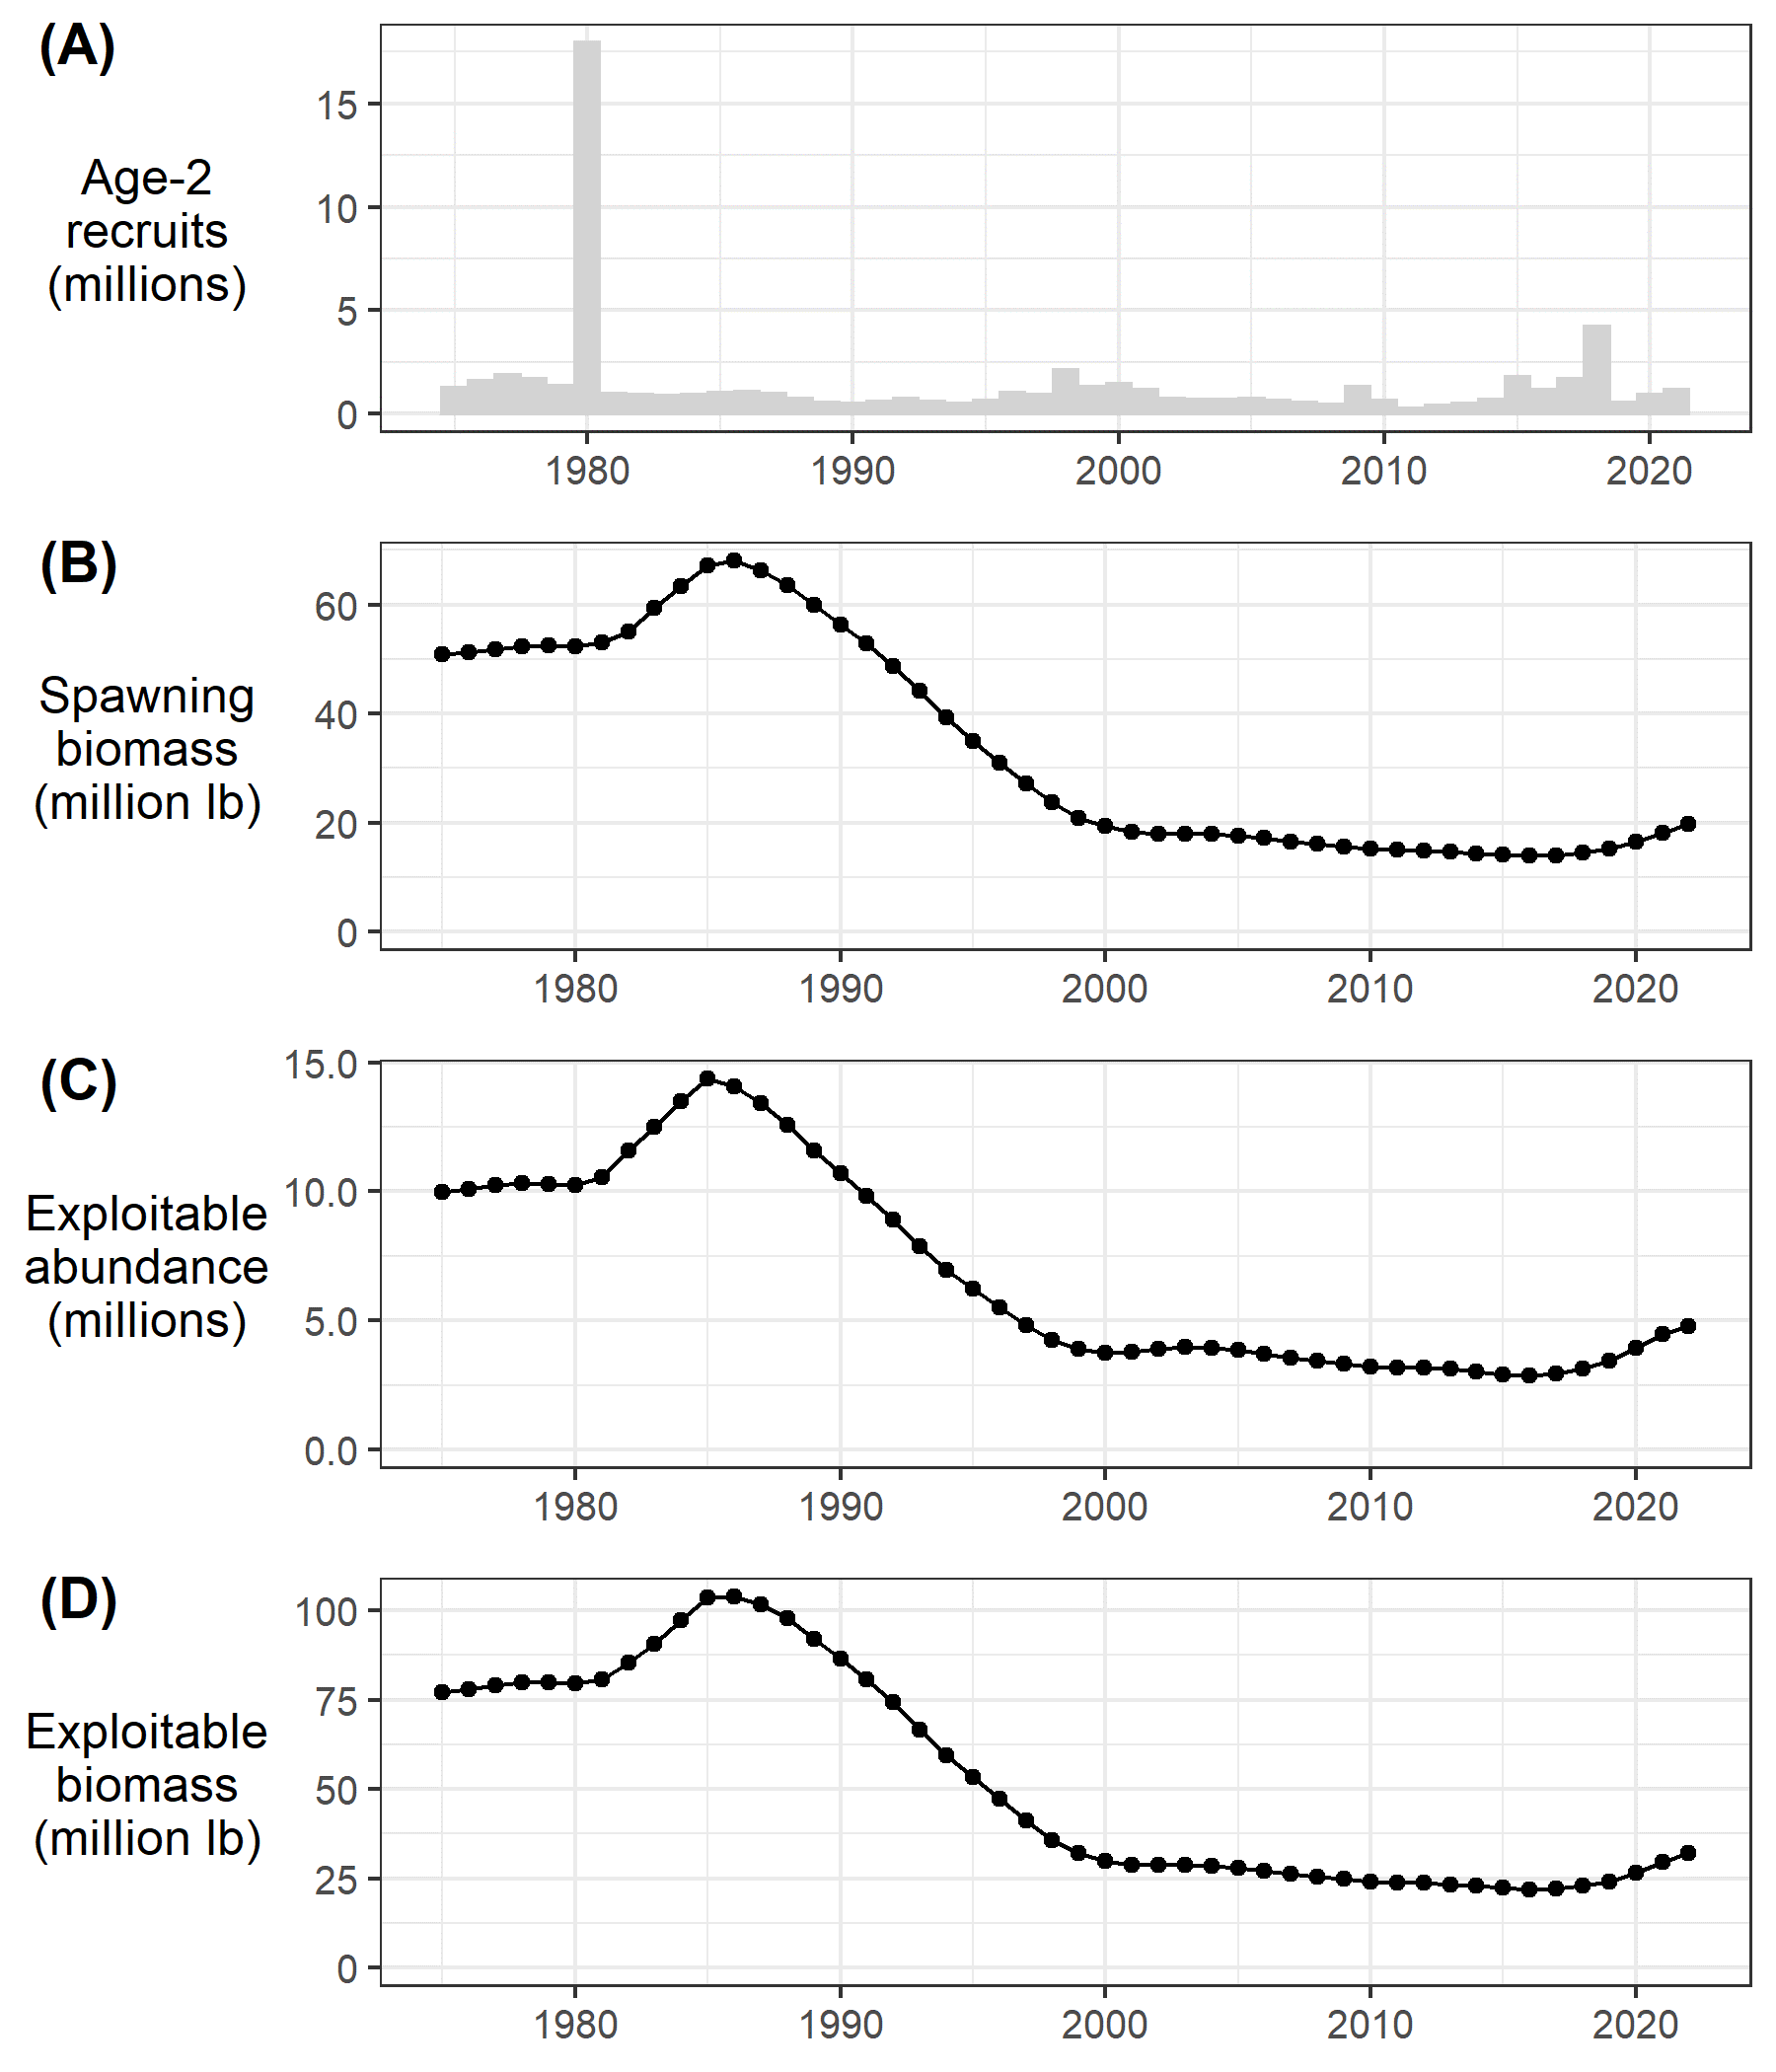 (A)
Age-2
recruits
(millions)
15
10
5
0
1980 1990 2000 2010 2020
(B)
Spawning
biomass
(million lb)
60
40
20
0
1980 1990 2000 2010 2020
(C)
Exploitable
abundance
(millions)
15.0
10.0
5.0
0.0
1980 1990 2000 2010 2020
(D)
Exploitable
biomass
(million lb)
100
75
50
25
0
1980 1990 2000 2010 2020